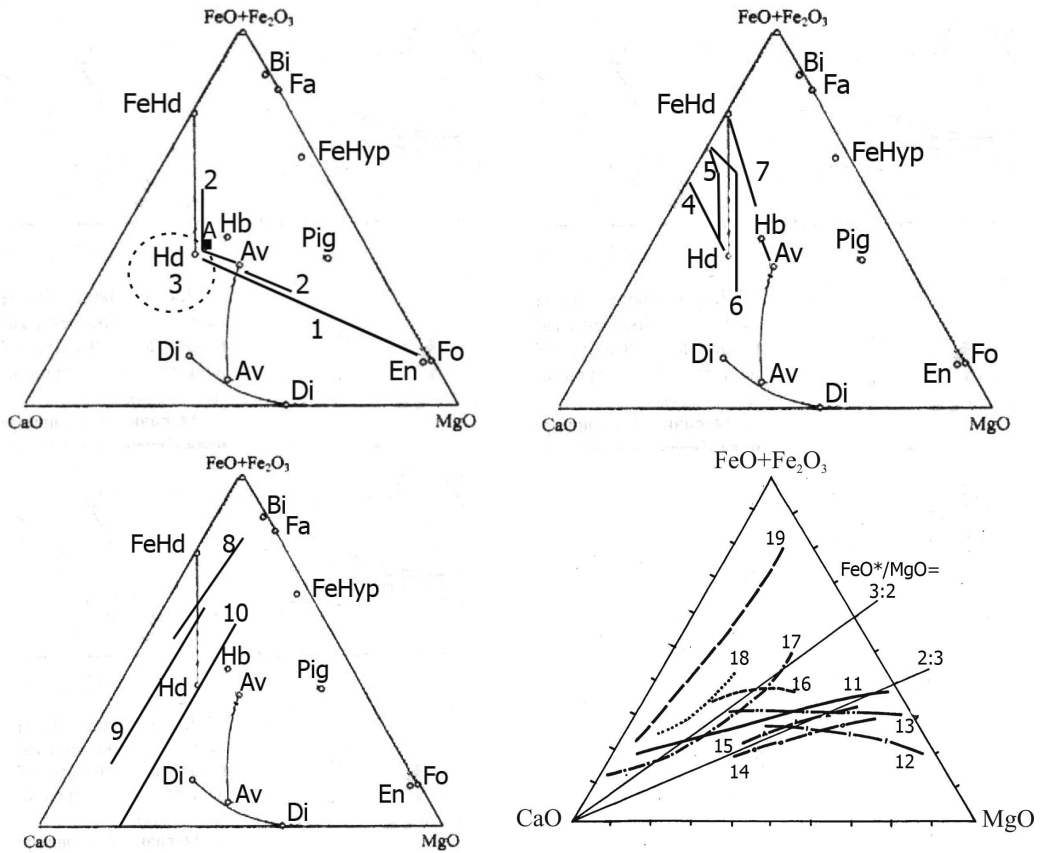 FeO+Fe₂O₃
Bi
Fa
FeHd
FeHyp
2
A
Hb
Hd
Av
Pig
3
2
1
Di
Av
En
Fo
Di
CaO
MgO
FeO+Fe₂O₃
Bi
Fa
FeHd
FeHyp
5
7
4
Hb
Hd
Av
Pig
6
Di
Av
En
Fo
Di
CaO
MgO
FeO+Fe₂O₃
Bi
Fa
FeHd
8
FeHyp
10
Hb
Hd
Av
Pig
9
Di
Av
En
Fo
Di
CaO
MgO
FeO+Fe₂O₃
19
FeO*/MgO=
3:2
17
18
2:3
16
11
13
15
14
12
CaO
MgO